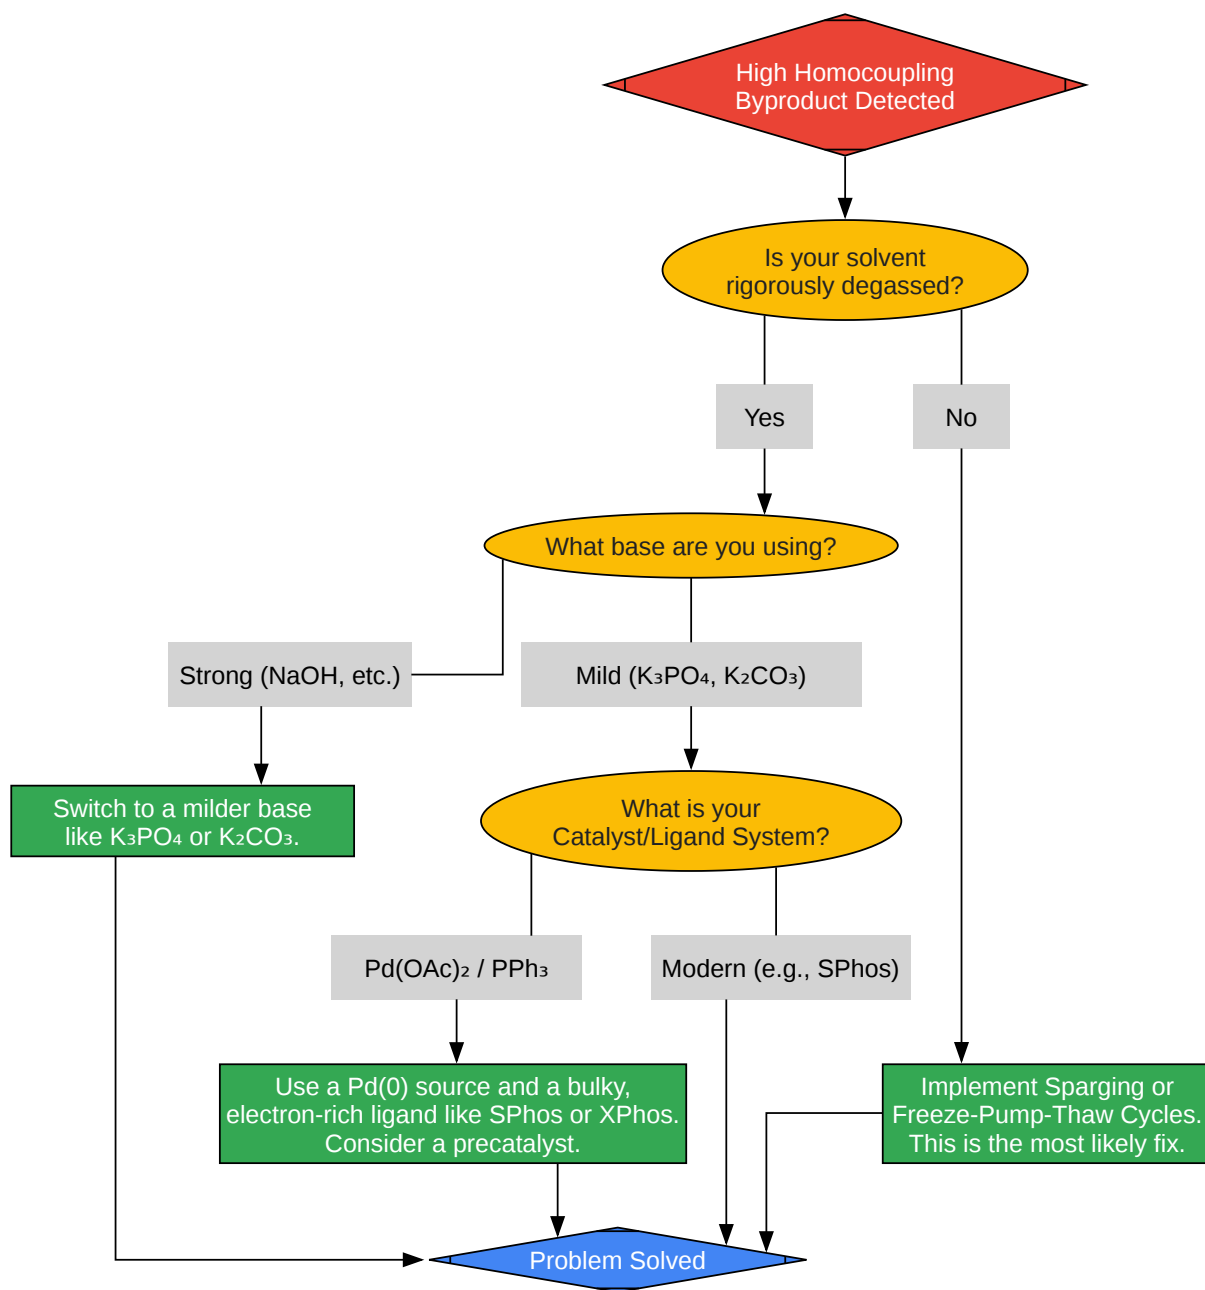 High Homocoupling
Byproduct Detected
Is your solvent
rigorously degassed?
Yes
No
What base are you using?
Strong (NaOH, etc.)
Mild (K₃PO₄, K₂CO₃)
Switch to a milder base
like K₃PO₄ or K₂CO₃.
What is your
Catalyst/Ligand System?
Pd(OAc)₂ / PPh₃
Modern (e.g., SPhos)
Use a Pd(0) source and a bulky,
electron-rich ligand like SPhos or XPhos.
Consider a precatalyst.
Implement Sparging or
Freeze-Pump-Thaw Cycles.
This is the most likely fix.
Problem Solved